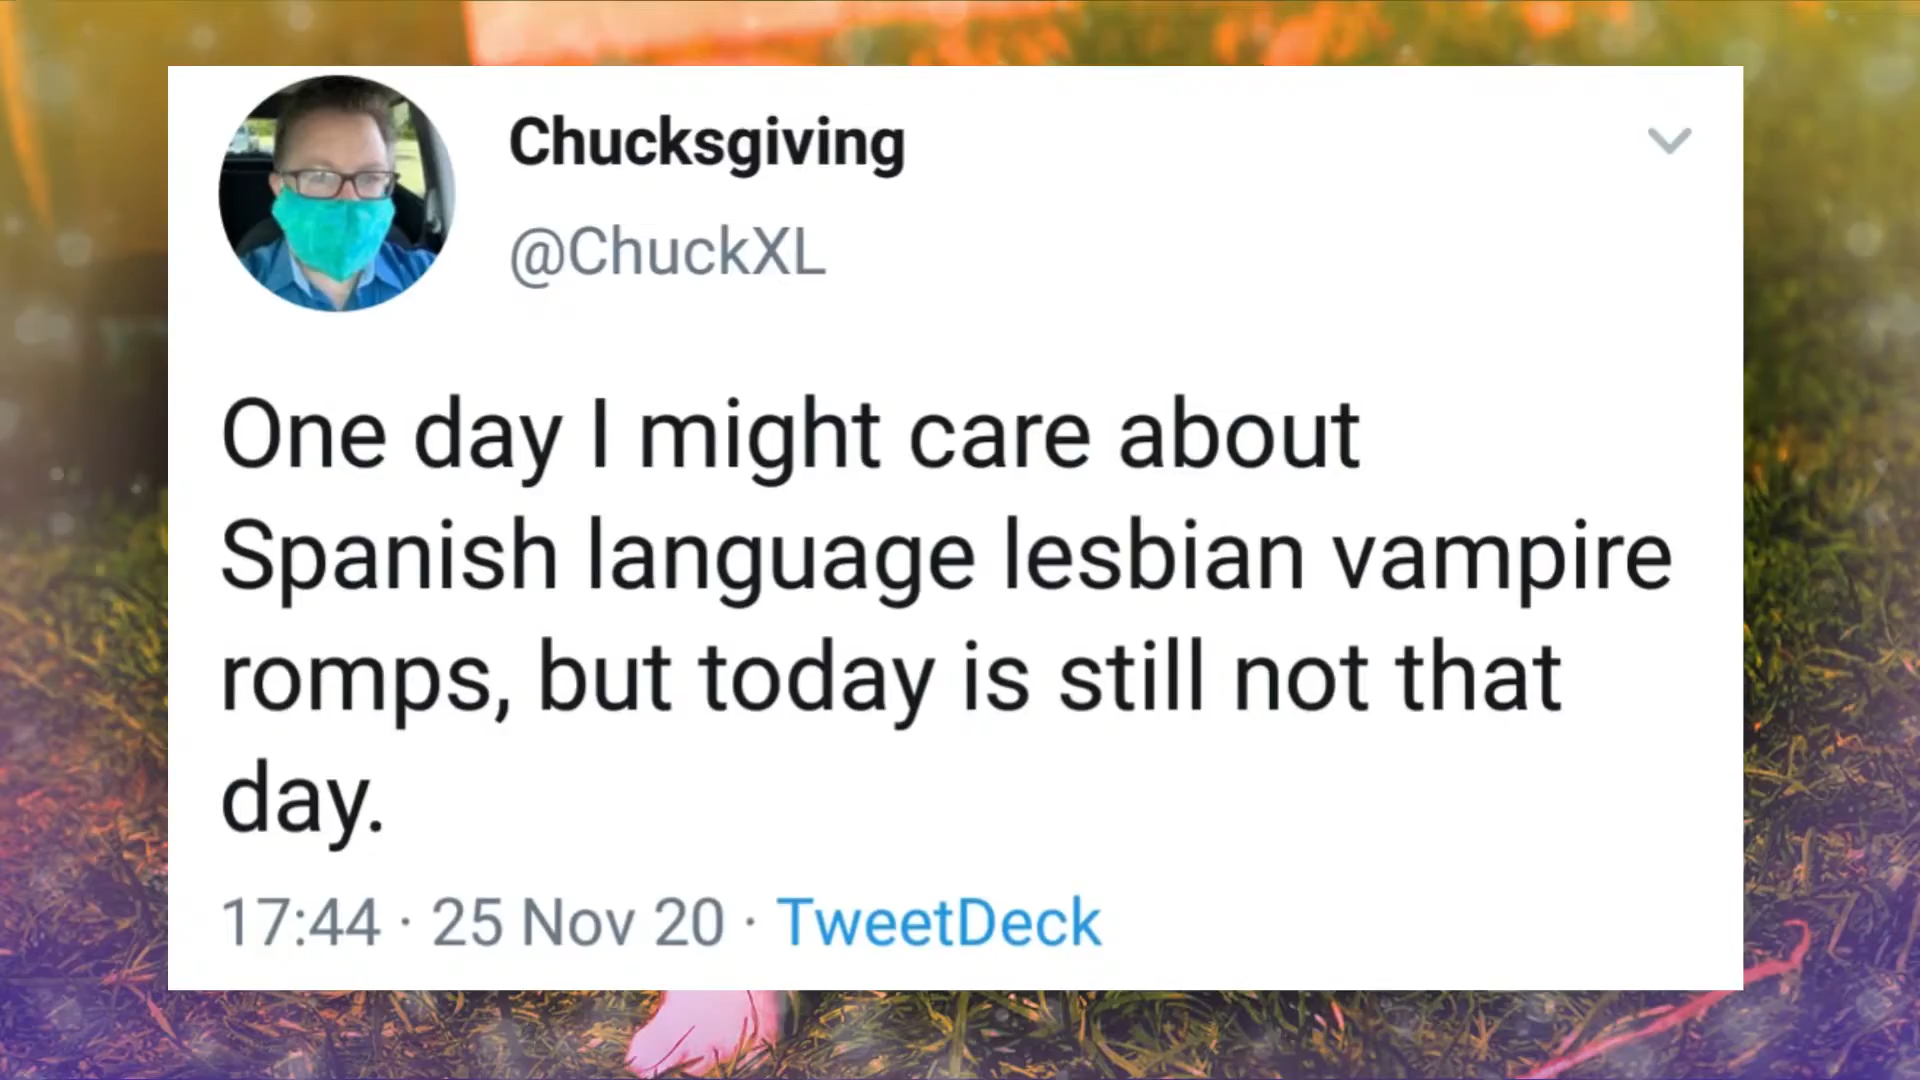 Chucksgiving
@ChuckXL
One day I might care about
Spanish language lesbian vampire
romps, but today is still not that
day.
17:44 · 25 Nov 20 · TweetDeck